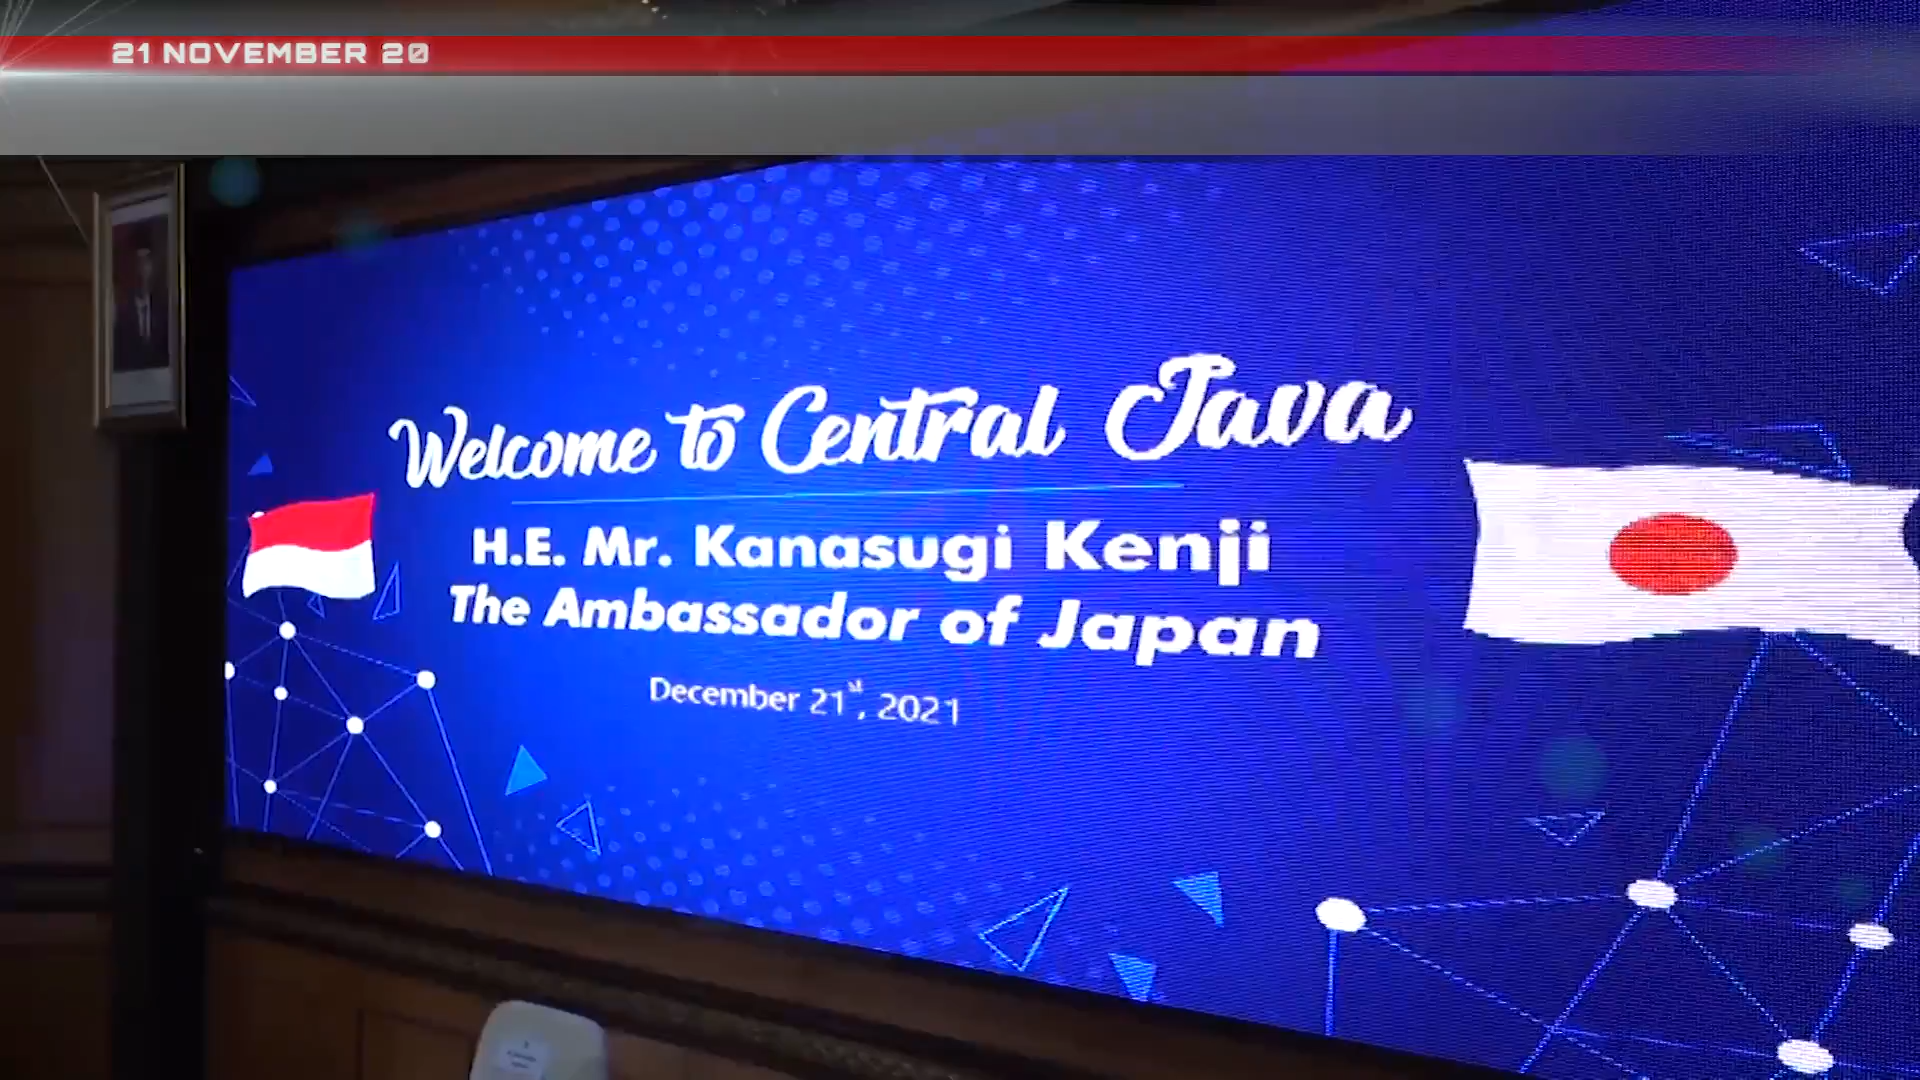 21 NOVEMBER 20
Welcome to Central Java
H.E. Mr. Kanasugi Kenji
The Ambassador of Japan
December 21st, 2021